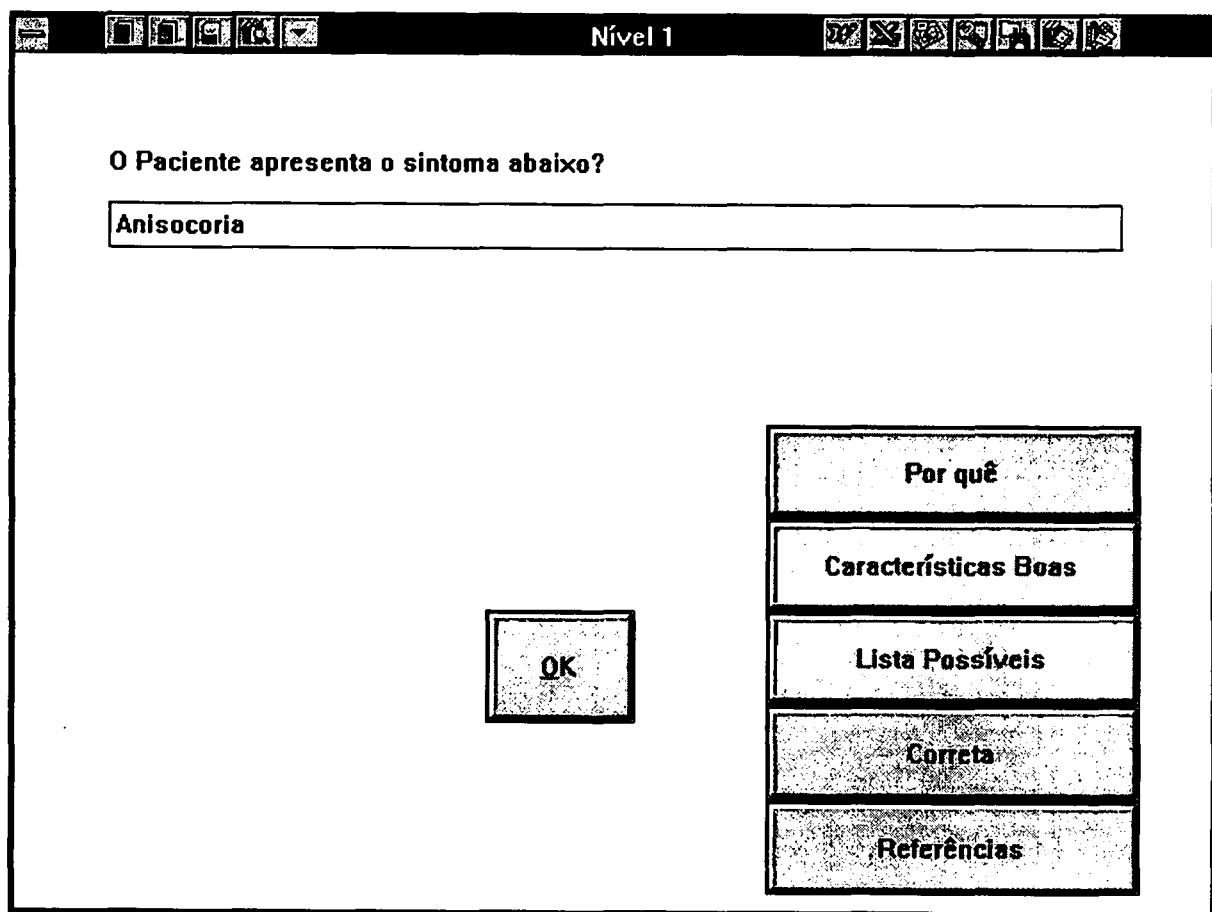 Nível 1
O Paciente apresenta o sintoma abaixo?
Anisocoria
Por quê
Características Boas
OK
Lista Possíveis
Correta
Referências